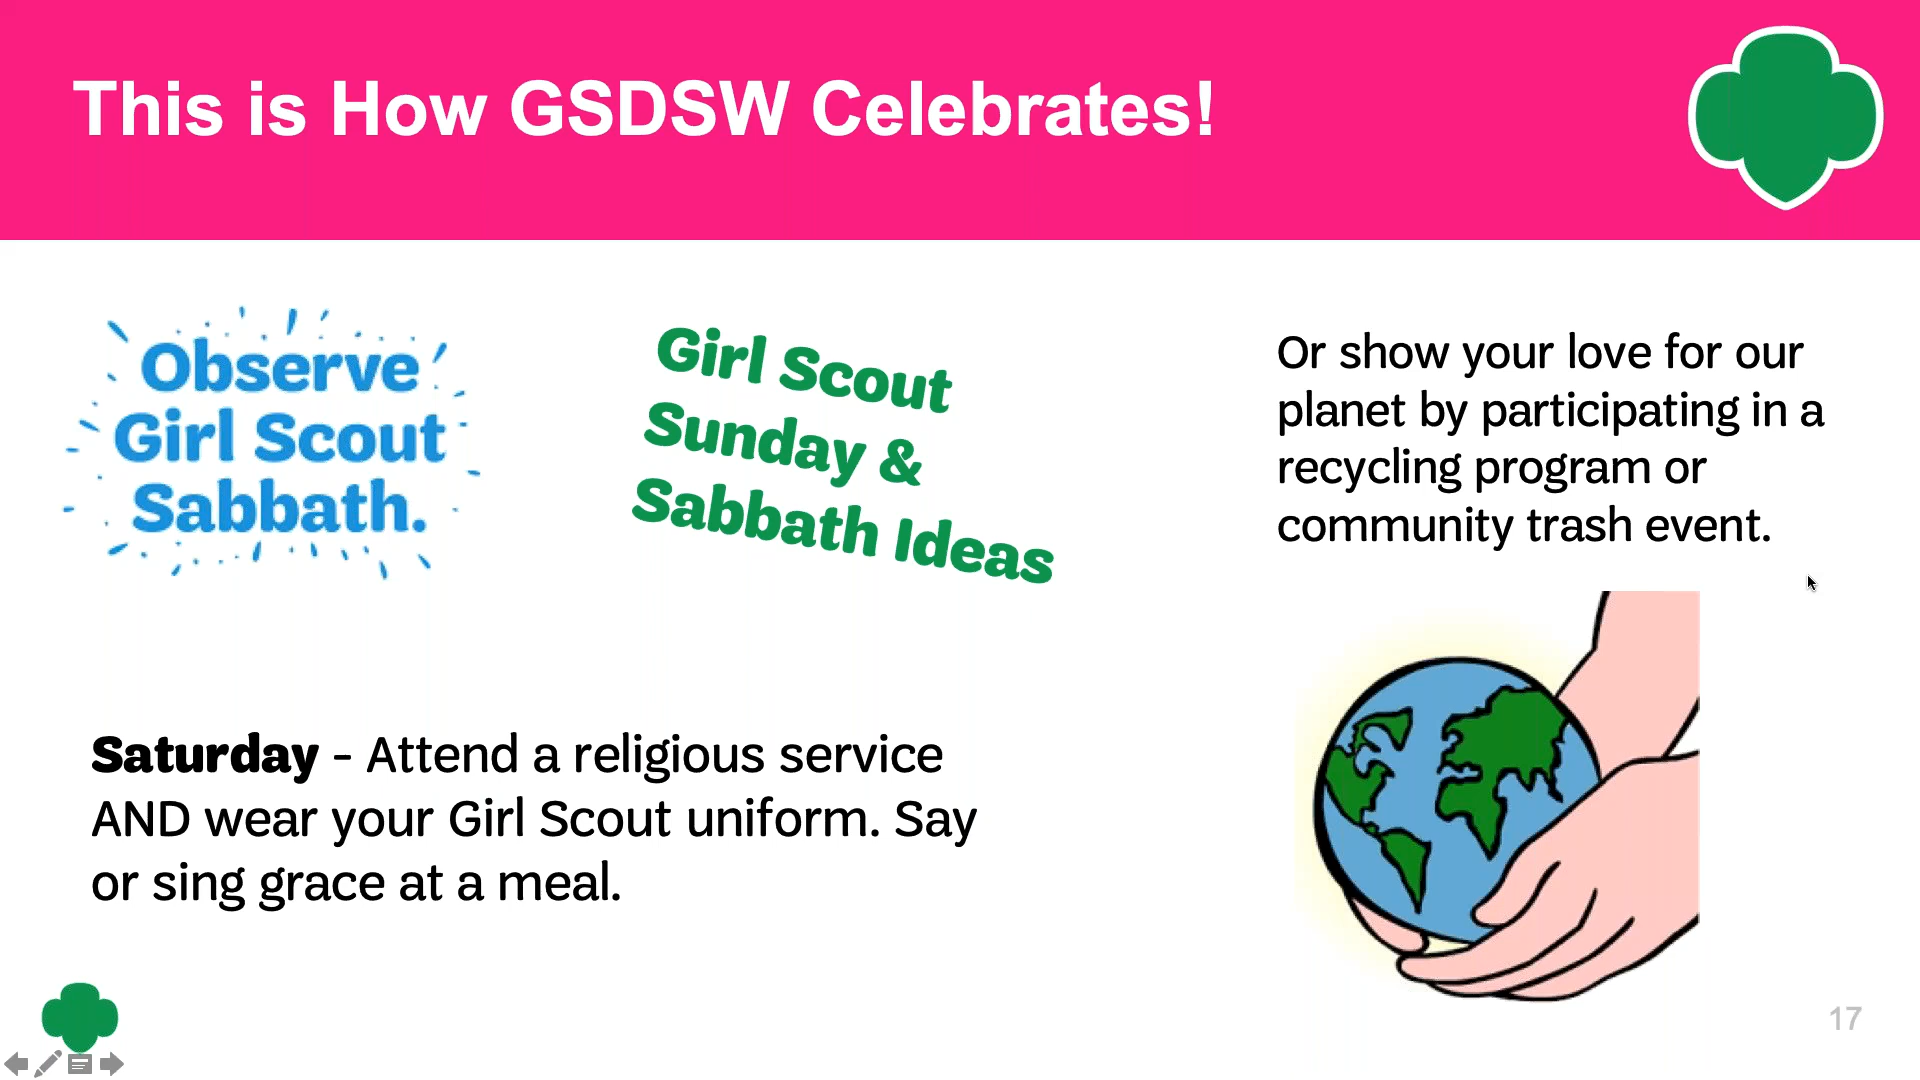 This is How GSDSW Celebrates!
Observe
Girl Scout
Sabbath.
Girl Scout
Sunday &
Sabbath Ideas
Or show your love for our
planet by participating in a
recycling program or
community trash event.
Saturday - Attend a religious service
AND wear your Girl Scout uniform. Say
or sing grace at a meal.
17